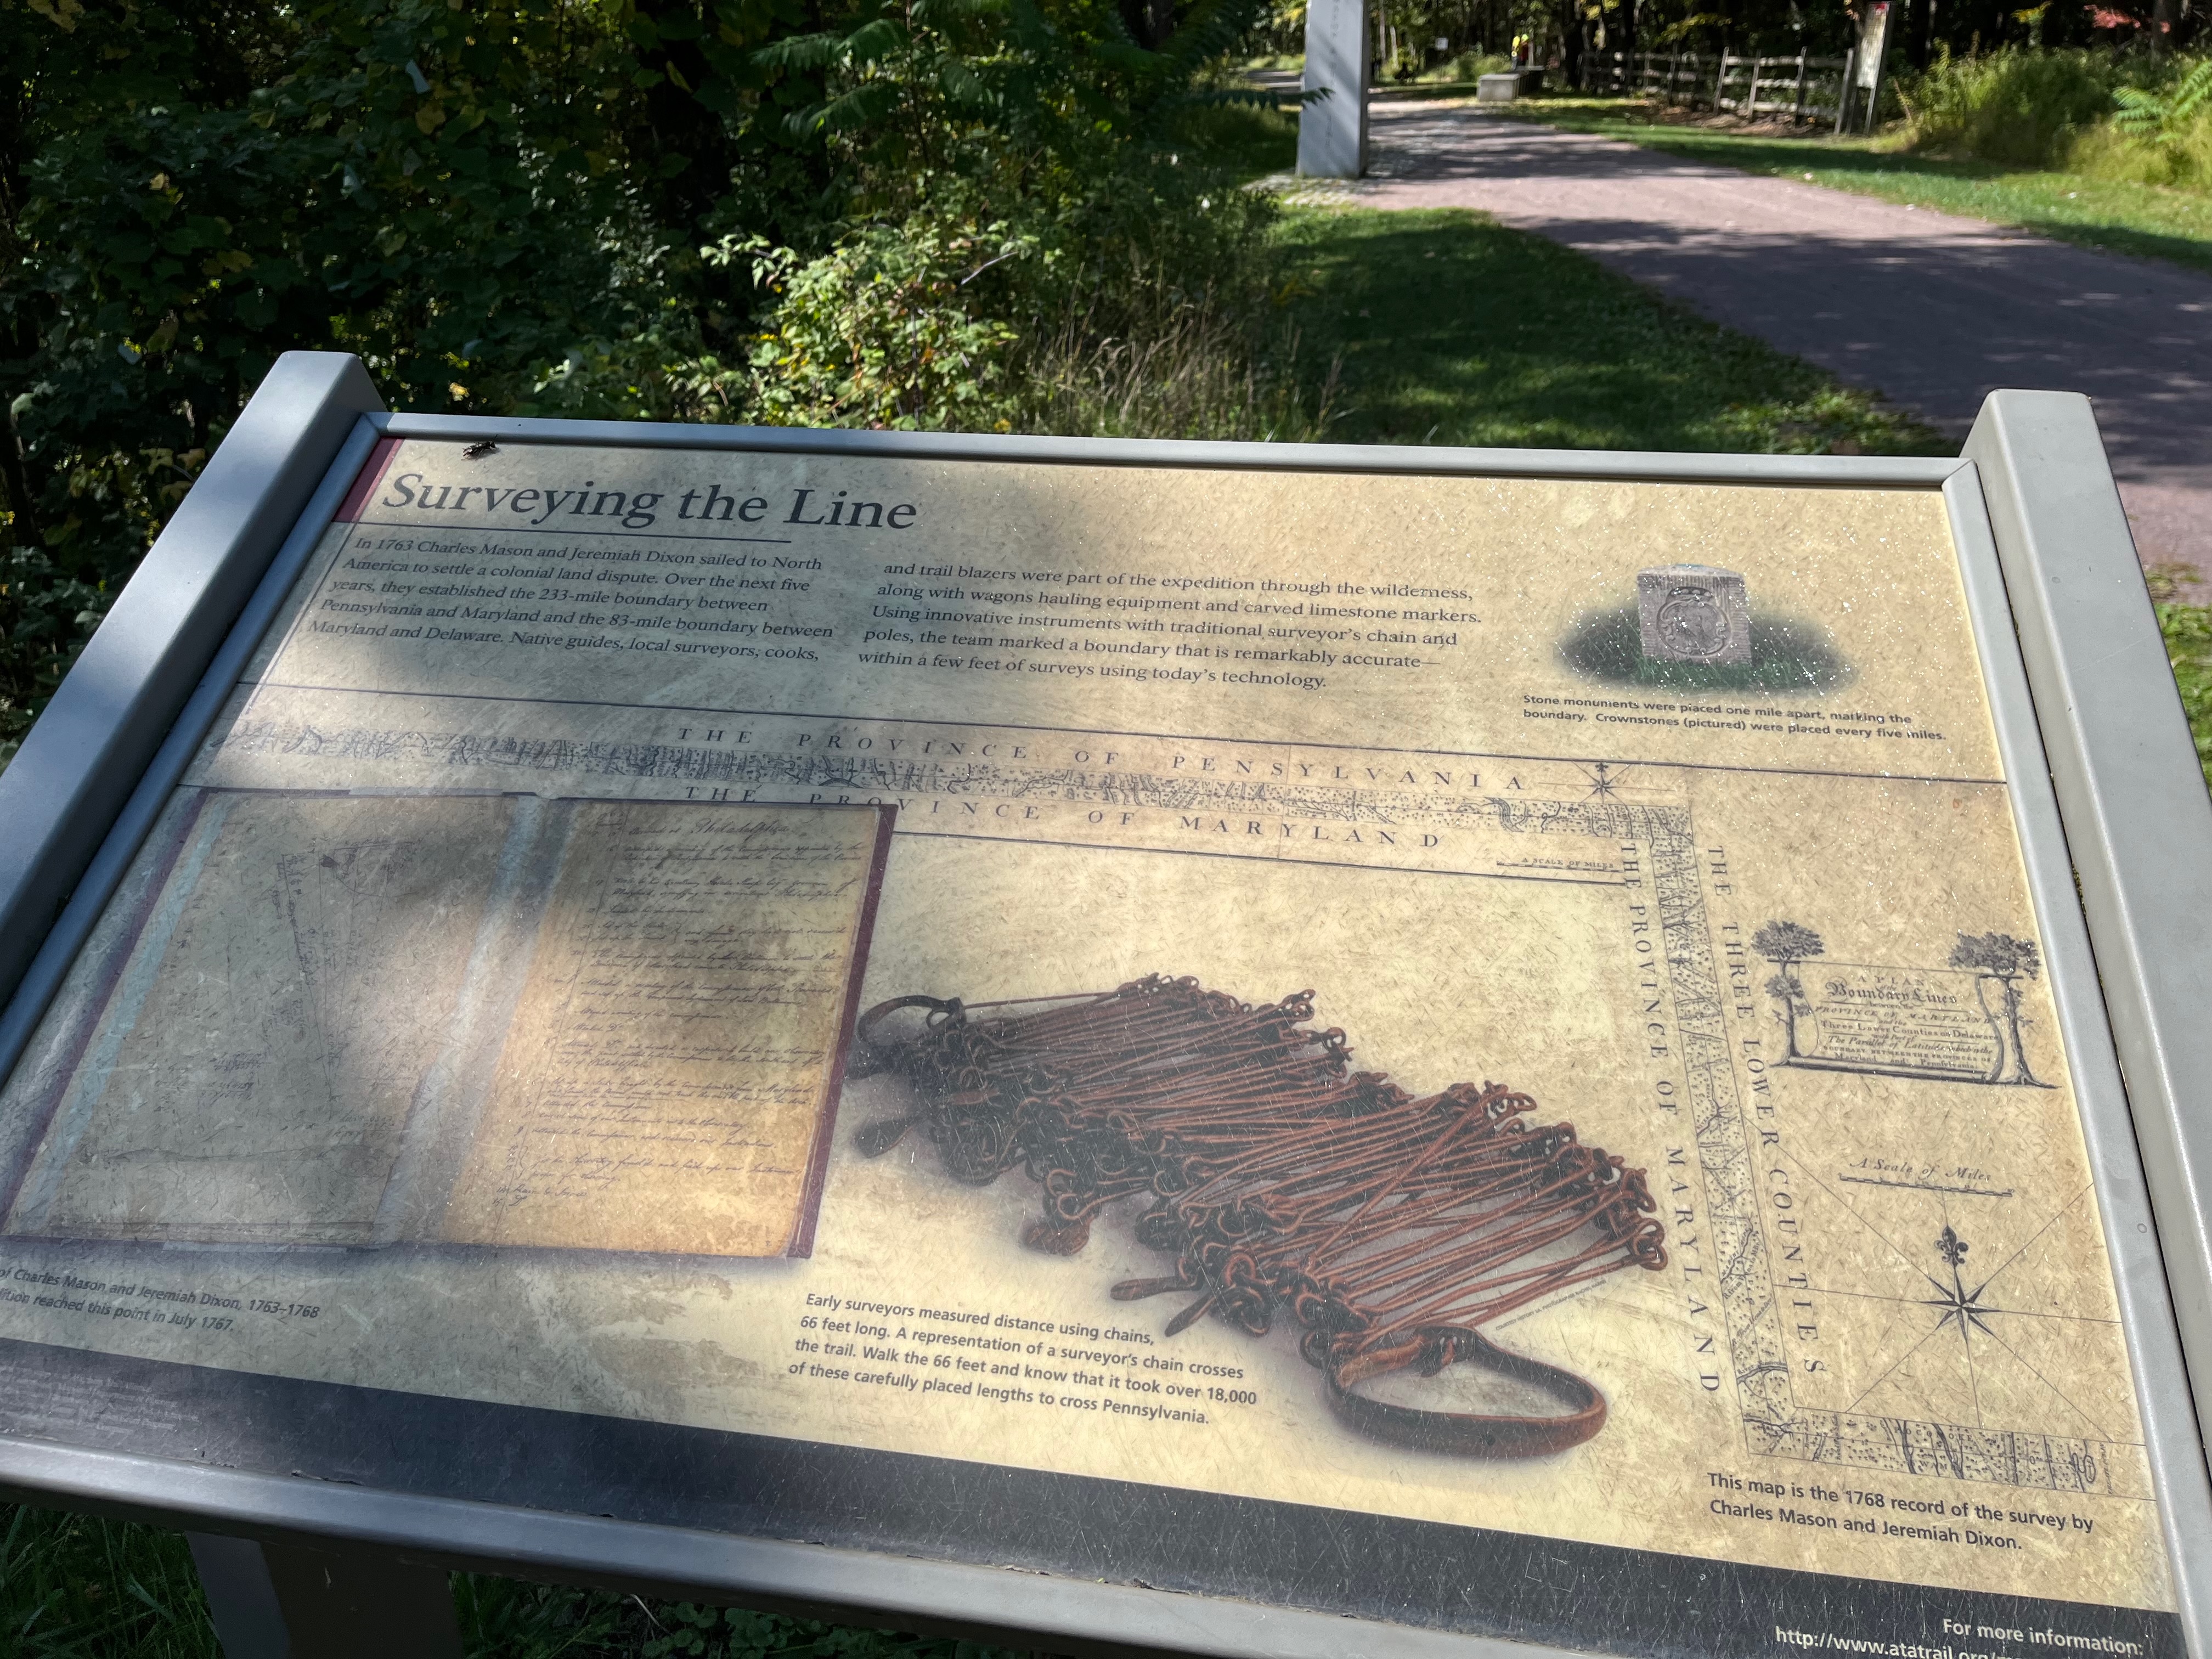 Surveying the Line
In 1763 Charles Mason and Jeremiah Dixon sailed to North
America to settle a colonial land dispute. Over the next five
years, they established the 233-mile boundary between
Pennsylvania and Maryland and the 83-mile boundary between
Maryland and Delaware. Native guides, local surveyors, cooks,
and trail blazers were part of the expedition through the wilderness,
along with wagons hauling equipment and carved limestone markers.
Using innovative instruments with traditional surveyor's chain and
poles, the team marked a boundary that is remarkably accurate—
within a few feet of surveys using today's technology.
Stone monuments were placed one mile apart, marking the
boundary. Crownstones (pictured) were placed every five miles.
THE PROVINCE OF PENSYLVANIA
THE PROVINCE OF MARYLAND
A SCALE OF MILES
THE PROVINCE OF MARYLAND
THE THREE LOWER COUNTIES
A PLAN
Boundary Lines
PROVINCE OF MARYLAND
Three Lower Counties on Delaware
The Parallel of Latitude which is the
Maryland and Pennsylvania
A Scale of Miles
Philadelphia
of Charles Mason and Jeremiah Dixon, 1763–1768
reached this point in July 1767.
Early surveyors measured distance using chains,
66 feet long. A representation of a surveyor's chain crosses
the trail. Walk the 66 feet and know that it took over 18,000
of these carefully placed lengths to cross Pennsylvania.
This map is the 1768 record of the survey by
Charles Mason and Jeremiah Dixon.
For more information:
http://www.atatrail.org/